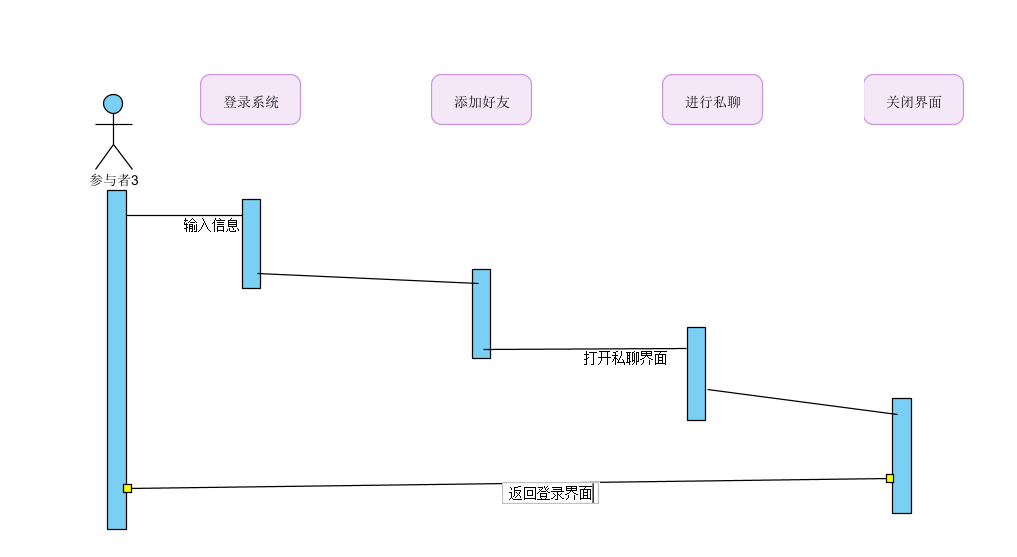 登录系统
添加好友
进行私聊
关闭界面
参与者3
输入信息
打开私聊界面
返回登录界面